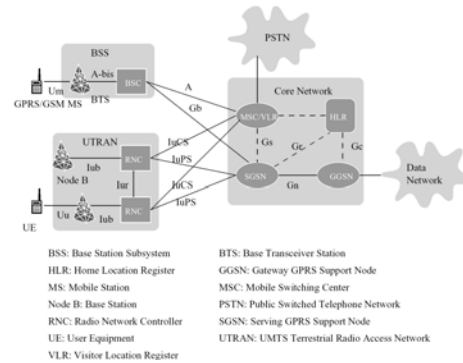 BSS
PSTN
A-bis
Um
BSC
BTS
GPRS/GSM MS
A
Gb
Core Network
MSC/VLR
HLR
Gs
Gr
Gc
UTRAN
IuCS
RNC
IuPS
Iub
Node B
Iur
SGSN
Gn
GGSN
Data
Network
IuCS
RNC
IuPS
Uu
Iub
UE
BSS: Base Station Subsystem
HLR: Home Location Register
MS: Mobile Station
Node B: Base Station
RNC: Radio Network Controller
UE: User Equipment
VLR: Visitor Location Register
BTS: Base Transceiver Station
GGSN: Gateway GPRS Support Node
MSC: Mobile Switching Center
PSTN: Public Switched Telephone Network
SGSN: Serving GPRS Support Node
UTRAN: UMTS Terrestrial Radio Access Network